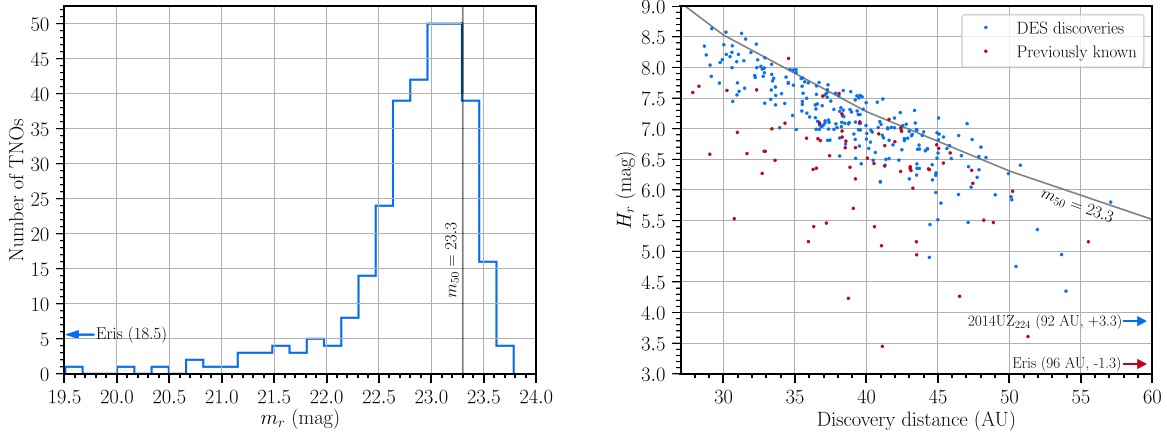 50
45
40
35
30
25
20
15
10
5
0
Number of TNOs
Eris (18.5)
m50 = 23.3
19.5 20.0 20.5 21.0 21.5 22.0 22.5 23.0 23.5 24.0
mr (mag)
9.0
8.5
8.0
7.5
7.0
6.5
6.0
5.5
5.0
4.5
4.0
3.5
3.0
Hr (mag)
DES discoveries
Previously known
m50 = 23.3
2014UZ224 (92 AU, +3.3)
Eris (96 AU, -1.3)
30 35 40 45 50 55 60
Discovery distance (AU)